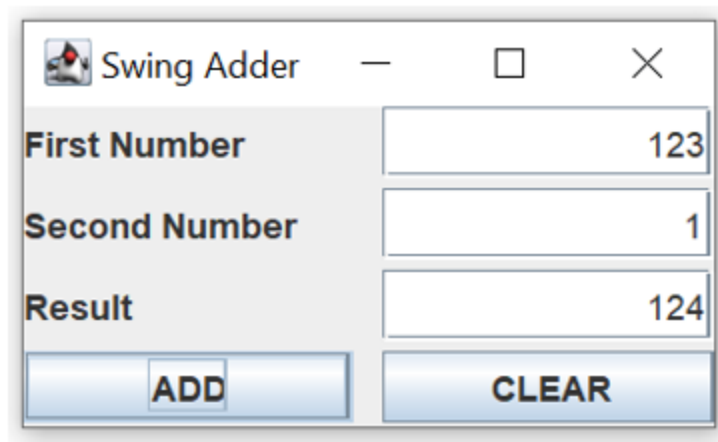 Swing Adder
First Number 123
Second Number 1
Result 124
ADD CLEAR